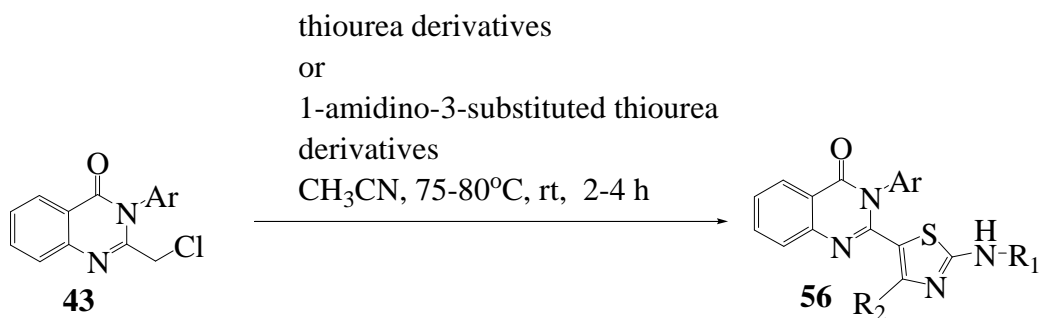 thiourea derivatives
or
1-amidino-3-substituted thiourea
derivatives
CH₃CN, 75-80°C, rt, 2-4 h
O
Ar
N
N
Cl
43
O
Ar
N
N
S
H
N-R₁
N
R₂
56